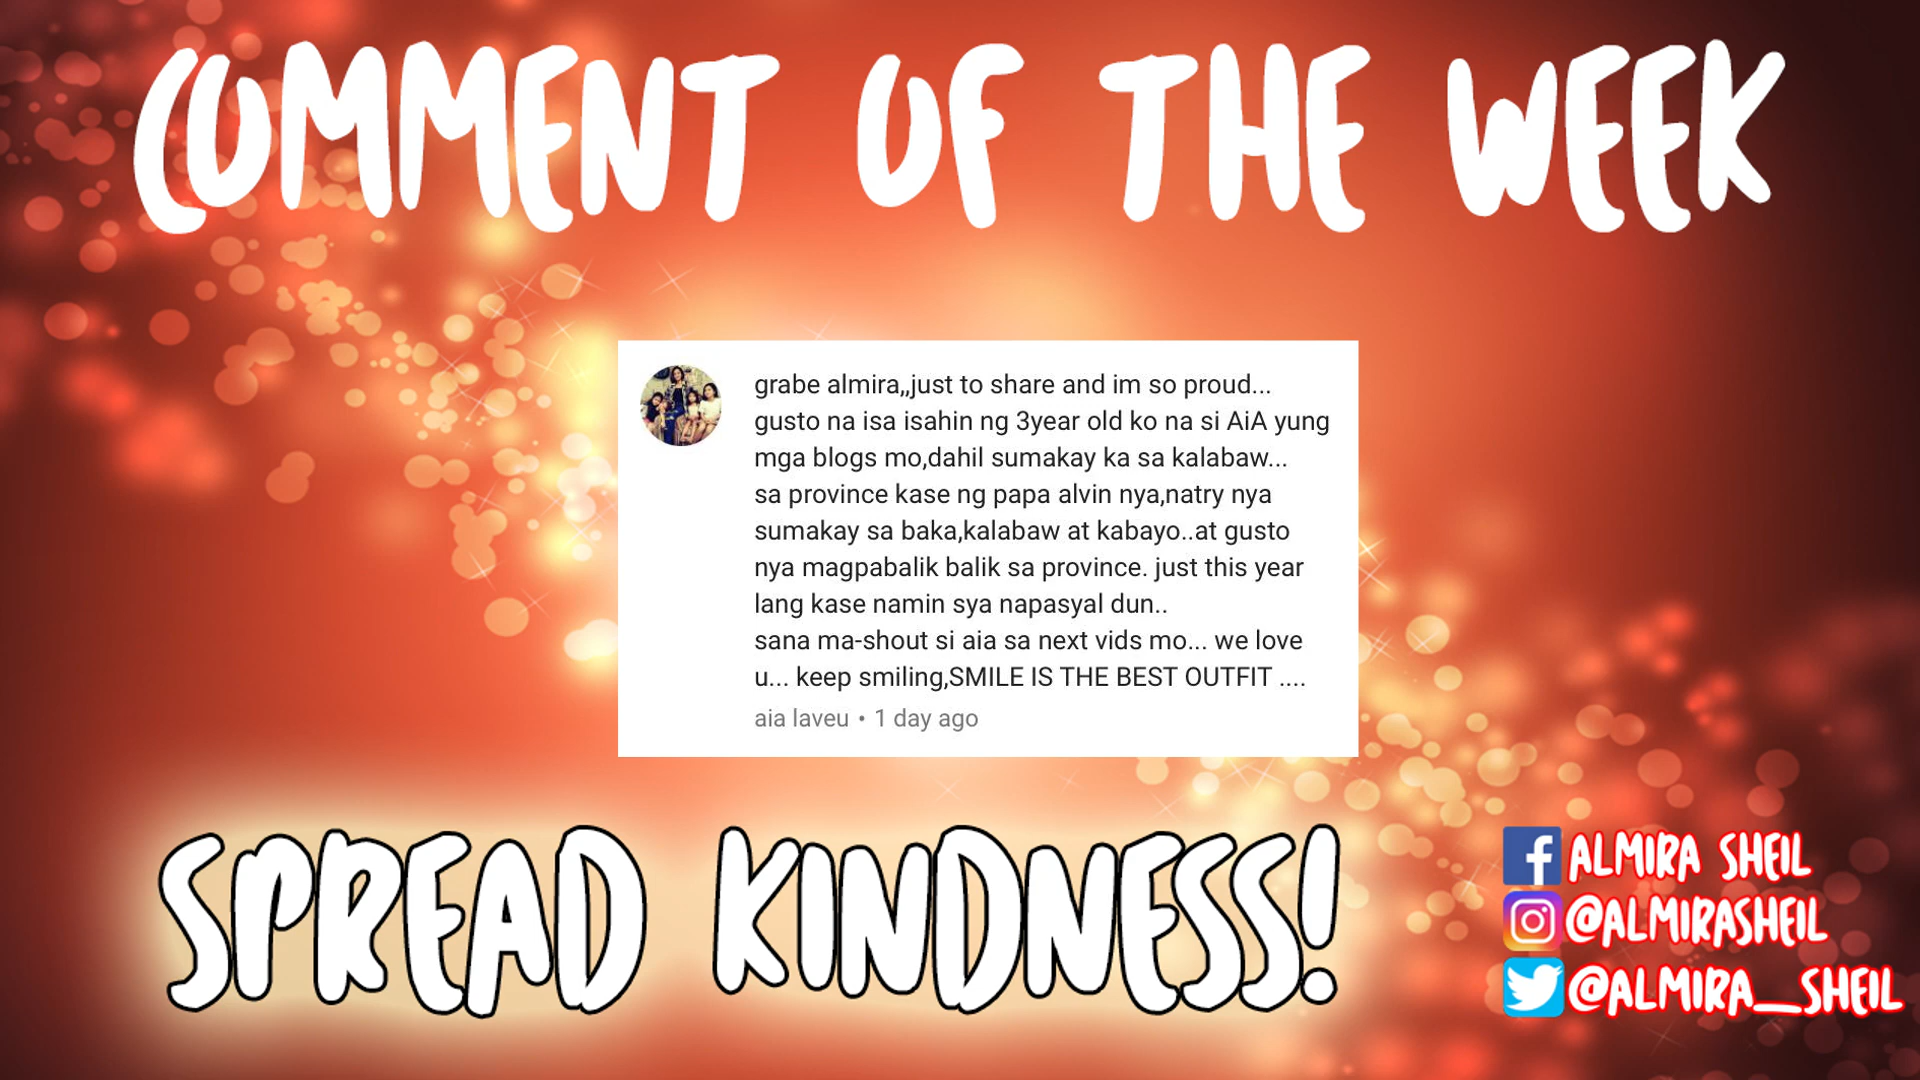 COMMENT OF THE WEEK
grabe almira,,just to share and im so proud...
gusto na isa isahin ng 3year old ko na si AiA yung
mga blogs mo,dahil sumakay ka sa kalabaw...
sa province kase ng papa alvin nya,natry nya
sumakay sa baka,kalabaw at kabayo..at gusto
nya magpabalik balik sa province. just this year
lang kase namin sya napasyal dun..
sana ma-shout si aia sa next vids mo... we love
u... keep smiling,SMILE IS THE BEST OUTFIT ....
aia laveu • 1 day ago
SPREAD KINDNESS!
ALMIRA SHEIL
@ALMIRASHEIL
@ALMIRA_SHEIL